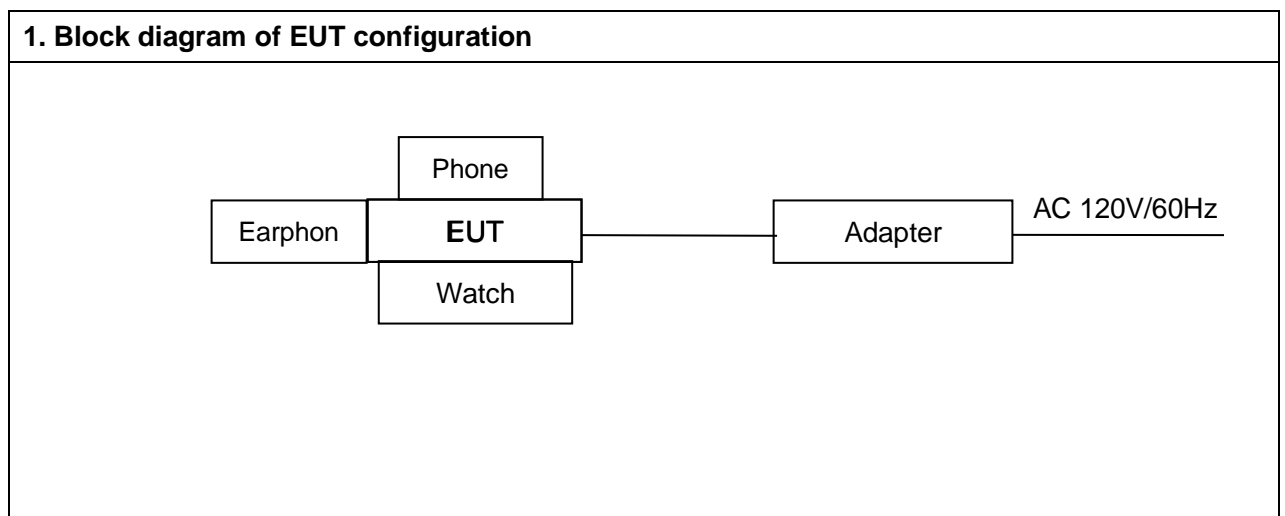 1. Block diagram of EUT configuration
Phone
Earphon
EUT
Adapter
AC 120V/60Hz
Watch